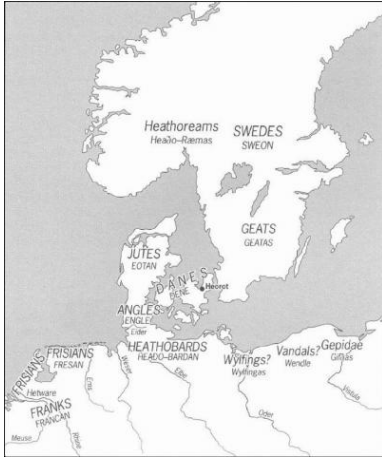 Heathoreams
Heaðo-Ræmas
SWEDES
SWEON
GEATS
GEATAS
JUTES
EOTAN
DANES
DENE
Heorot
ANGLES
ENGLE
Eider
HEATHOBARDS
HEAÐO-BARDAN
Wylfings?
Wylfingas
Vandals?
Wendle
Gepidae
Gifðas
FRISIANS
FRESAN
FRISIANS
Hetware
FRANKS
FRANCAN
Meuse
Rhine
Ems
Weser
Elbe
Oder
Vistula